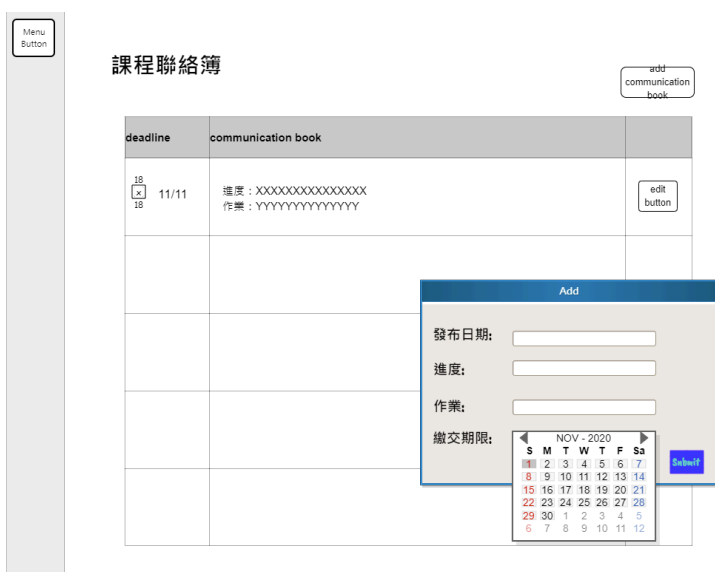 Menu
Button
課程聯絡簿
add
communication
book
deadline communication book
18
x 11/11
18
進度：XXXXXXXXXXXXXXX
作業：YYYYYYYYYYYYYY
edit
button
Add
發布日期:
進度:
作業:
繳交期限:
NOV - 2020
S M T W T F Sa
1 2 3 4 5 6 7
8 9 10 11 12 13 14
15 16 17 18 19 20 21
22 23 24 25 26 27 28
29 30 1 2 3 4 5
6 7 8 9 10 11 12
Submit